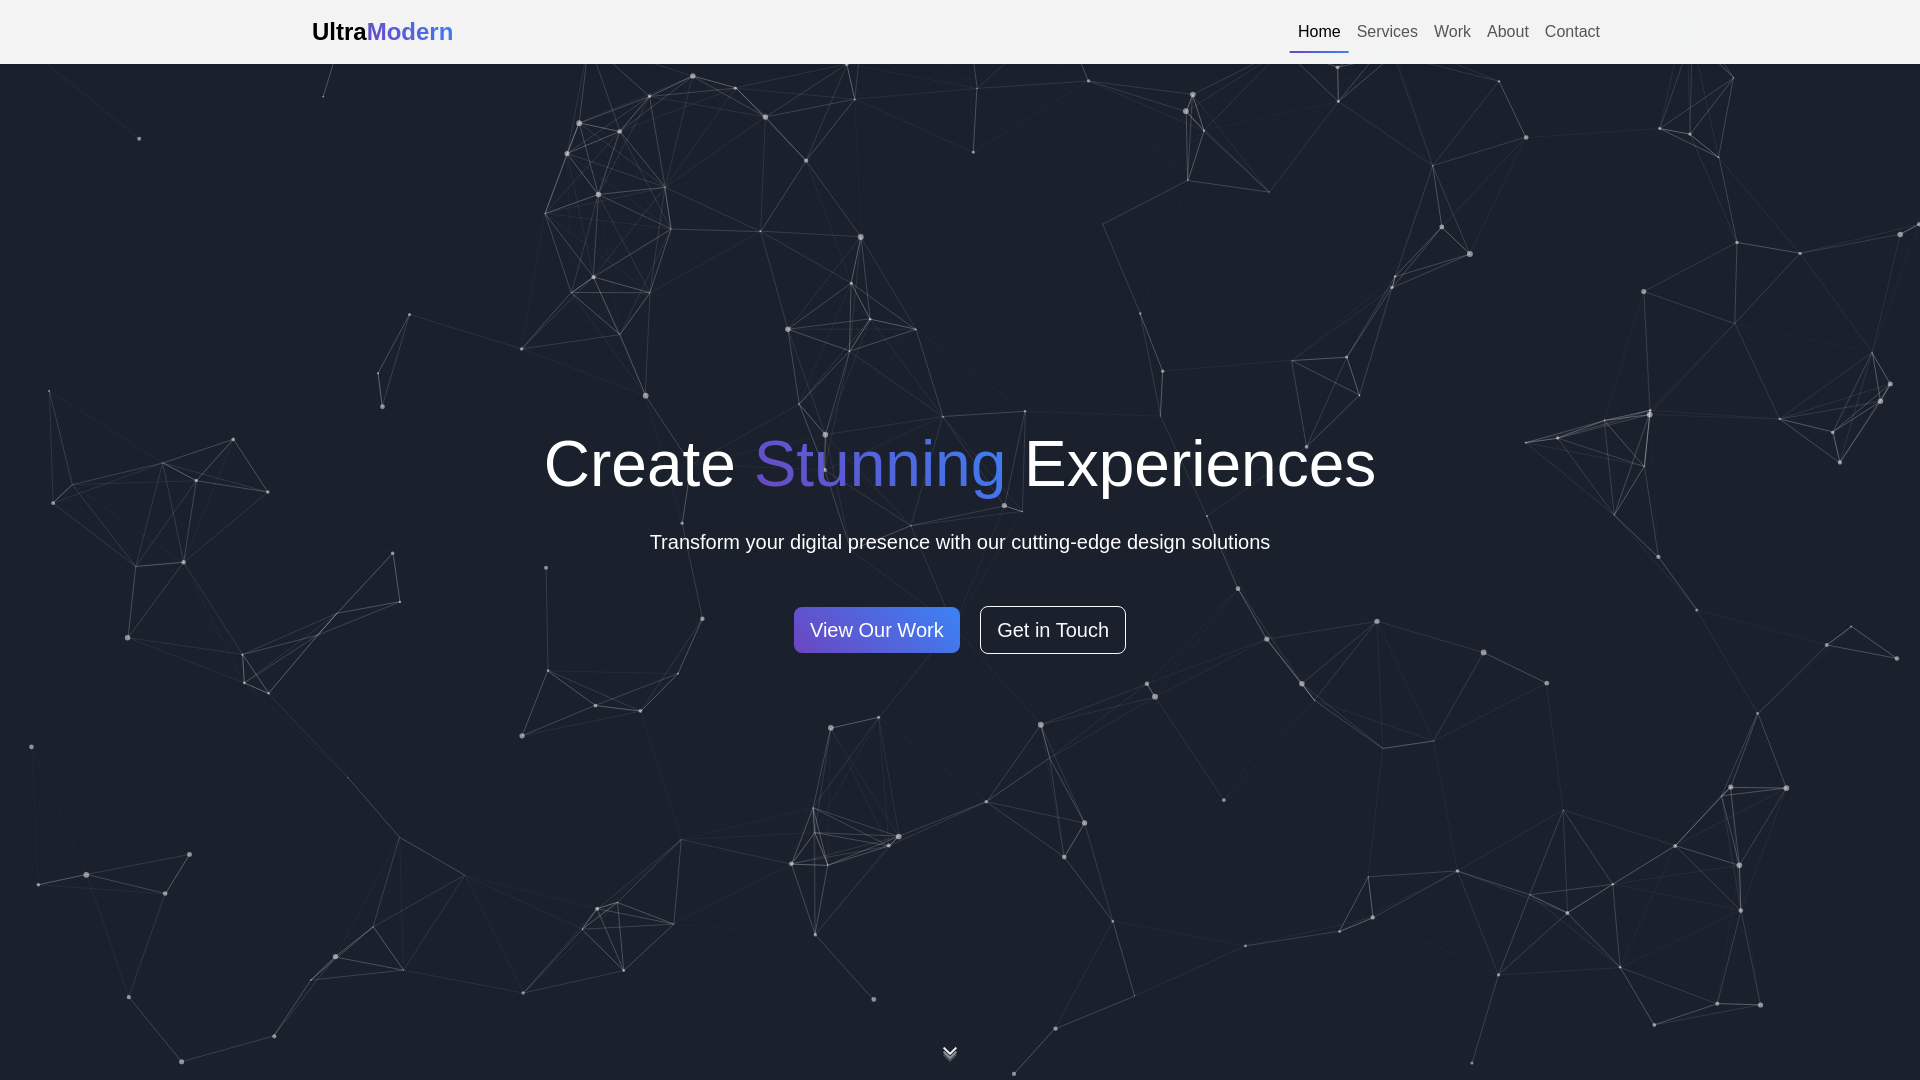 UltraModern
Home Services Work About Contact
Create Stunning Experiences
Transform your digital presence with our cutting-edge design solutions
View Our Work Get in Touch